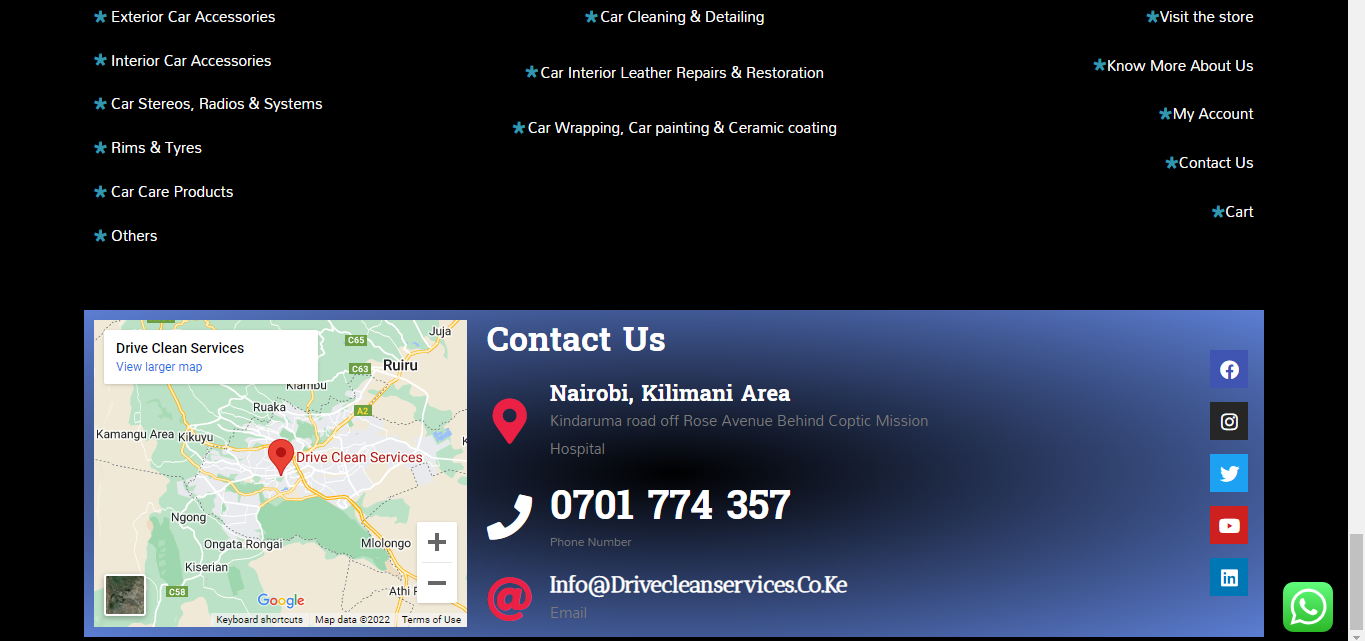 Exterior Car Accessories
Interior Car Accessories
Car Stereos, Radios & Systems
Rims & Tyres
Car Care Products
Others
Car Cleaning & Detailing
Car Interior Leather Repairs & Restoration
Car Wrapping, Car painting & Ceramic coating
Visit the store
Know More About Us
My Account
Contact Us
Cart
Drive Clean Services
View larger map
Juja
C65
Ruiru
C63
Kiambu
Ruaka
A2
Kamangu Area
Kikuyu
Drive Clean Services
Ngong
Ongata Rongai
Mlolongo
Kiserian
C58
Athi
Google
Keyboard shortcuts
Map data ©2022
Terms of Use
Contact Us
Nairobi, Kilimani Area
Kindaruma road off Rose Avenue Behind Coptic Mission
Hospital
0701 774 357
Phone Number
Info@Drivecleanservices.Co.Ke
Email